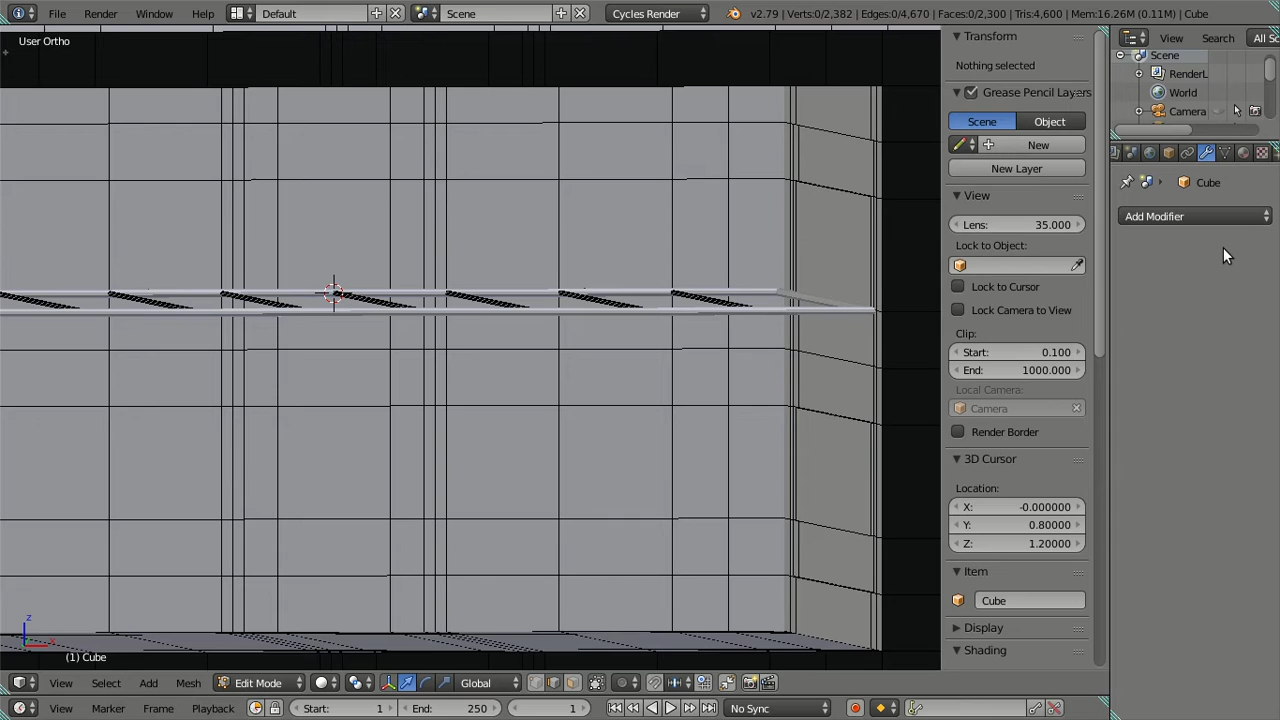 File Render Window Help Default Scene Cycles Render v2.79 | Verts:0/2,382 | Edges:0/4,670 | Faces:0/2,300 | Tris:4,600 | Mem:16.26M (0.11M) | Cube
User Ortho
Transform
Nothing selected
Grease Pencil Layers
Scene Object
New
New Layer
View
Lens: 35.000
Lock to Object:
Lock to Cursor
Lock Camera to View
Clip:
Start: 0.100
End: 1000.000
Local Camera:
Camera
Render Border
3D Cursor
Location:
X: -0.000000
Y: 0.80000
Z: 1.20000
Item
Cube
Display
Shading
View Search All Sc
Scene
RenderL
World
Camera
Cube
Add Modifier
z
x
(1) Cube
View Select Add Mesh Edit Mode Global
View Marker Frame Playback Start: 1 End: 250 1 No Sync